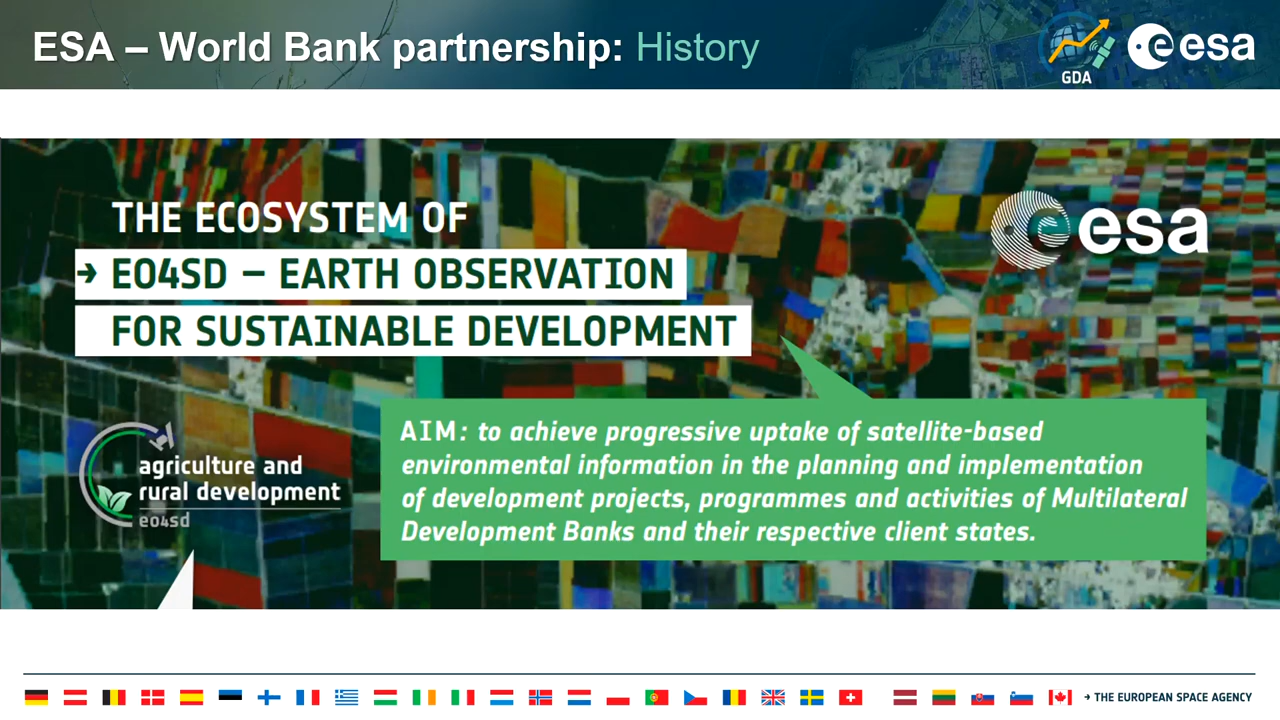 ESA – World Bank partnership: History
GDA
esa
THE ECOSYSTEM OF
→ EO4SD – EARTH OBSERVATION
FOR SUSTAINABLE DEVELOPMENT
esa
AIM: to achieve progressive uptake of satellite-based
environmental information in the planning and implementation
of development projects, programmes and activities of Multilateral
Development Banks and their respective client states.
agriculture and
rural development
eo4sd
→ THE EUROPEAN SPACE AGENCY